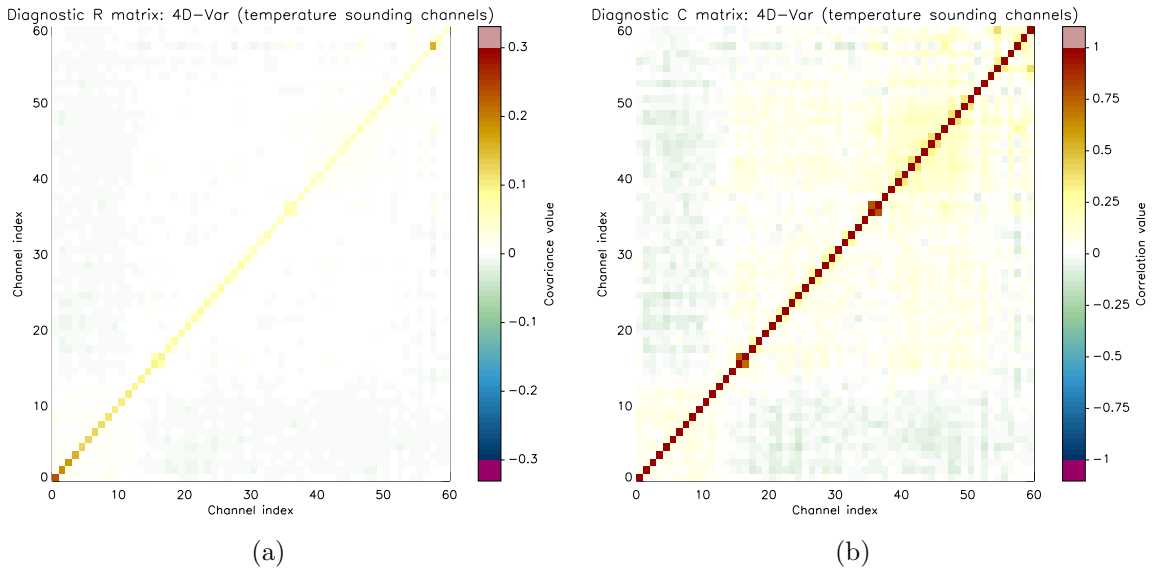 Diagnostic R matrix: 4D-Var (temperature sounding channels)
60
50
40
30
20
10
0
Channel index
0 10 20 30 40 50 60
Channel index
0.3
0.2
0.1
0
−0.1
−0.2
−0.3
Covariance value
(a)
Diagnostic C matrix: 4D-Var (temperature sounding channels)
60
50
40
30
20
10
0
Channel index
0 10 20 30 40 50 60
Channel index
1
0.75
0.5
0.25
0
−0.25
−0.5
−0.75
−1
Correlation value
(b)